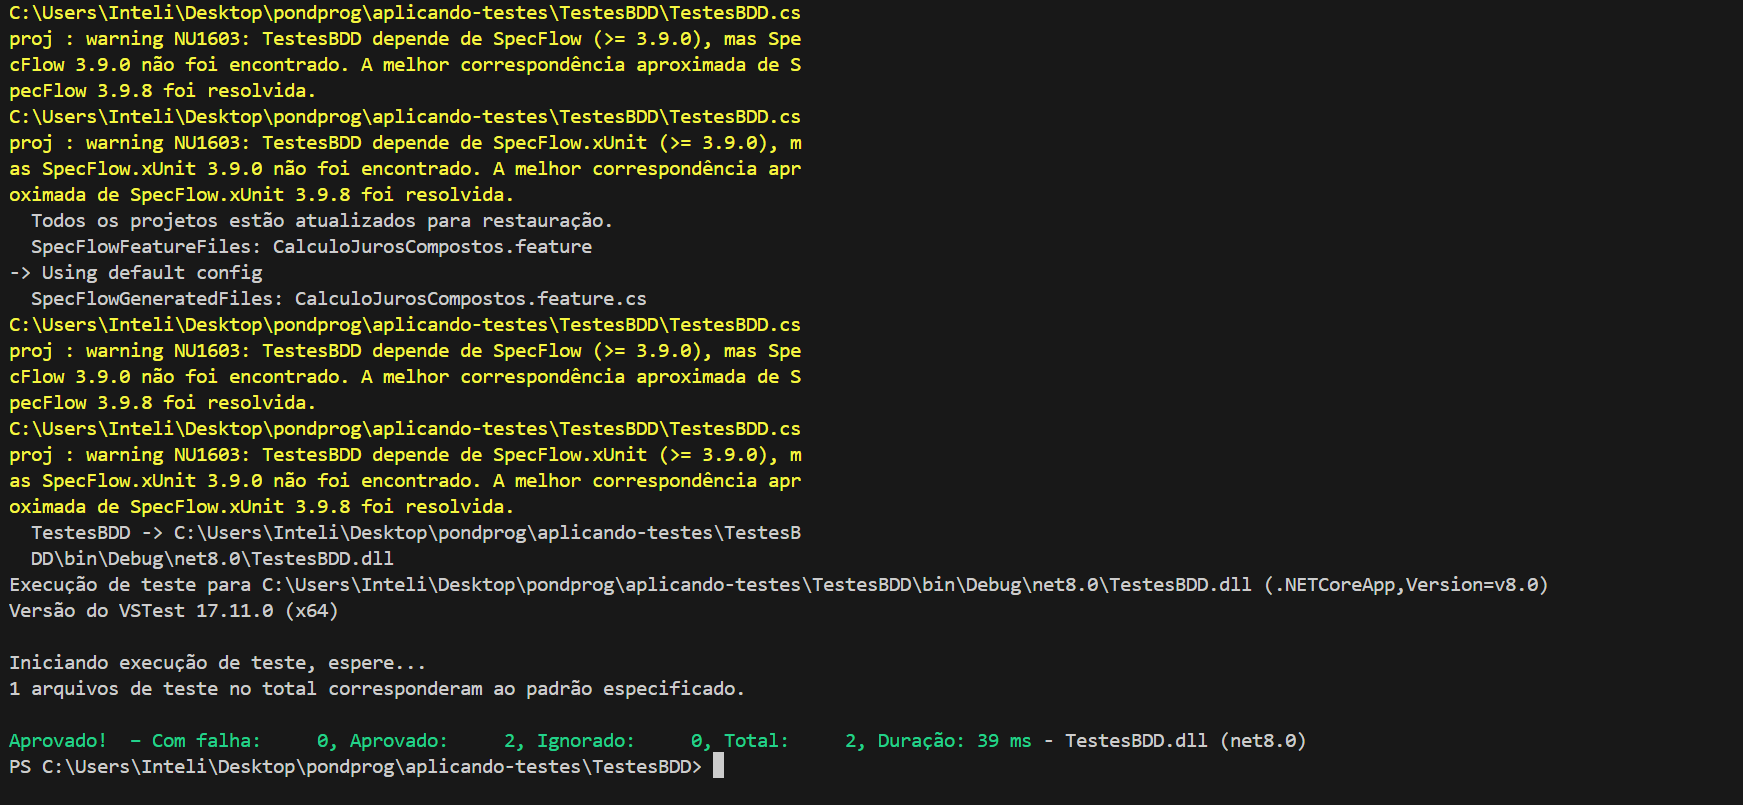 C:\Users\Inteli\Desktop\pondprog\aplicando-testes\TestesBDD\TestesBDD.cs
proj : warning NU1603: TestesBDD depende de SpecFlow (>= 3.9.0), mas Spe
cFlow 3.9.0 não foi encontrado. A melhor correspondência aproximada de S
pecFlow 3.9.8 foi resolvida.
C:\Users\Inteli\Desktop\pondprog\aplicando-testes\TestesBDD\TestesBDD.cs
proj : warning NU1603: TestesBDD depende de SpecFlow.xUnit (>= 3.9.0), m
as SpecFlow.xUnit 3.9.0 não foi encontrado. A melhor correspondência apr
oximada de SpecFlow.xUnit 3.9.8 foi resolvida.
  Todos os projetos estão atualizados para restauração.
  SpecFlowFeatureFiles: CalculoJurosCompostos.feature
-> Using default config
  SpecFlowGeneratedFiles: CalculoJurosCompostos.feature.cs
C:\Users\Inteli\Desktop\pondprog\aplicando-testes\TestesBDD\TestesBDD.cs
proj : warning NU1603: TestesBDD depende de SpecFlow (>= 3.9.0), mas Spe
cFlow 3.9.0 não foi encontrado. A melhor correspondência aproximada de S
pecFlow 3.9.8 foi resolvida.
C:\Users\Inteli\Desktop\pondprog\aplicando-testes\TestesBDD\TestesBDD.cs
proj : warning NU1603: TestesBDD depende de SpecFlow.xUnit (>= 3.9.0), m
as SpecFlow.xUnit 3.9.0 não foi encontrado. A melhor correspondência apr
oximada de SpecFlow.xUnit 3.9.8 foi resolvida.
  TestesBDD -> C:\Users\Inteli\Desktop\pondprog\aplicando-testes\TestesB
  DD\bin\Debug\net8.0\TestesBDD.dll
Execução de teste para C:\Users\Inteli\Desktop\pondprog\aplicando-testes\TestesBDD\bin\Debug\net8.0\TestesBDD.dll (.NETCoreApp,Version=v8.0)
Versão do VSTest 17.11.0 (x64)

Iniciando execução de teste, espere...
1 arquivos de teste no total corresponderam ao padrão especificado.

Aprovado!  – Com falha:     0, Aprovado:     2, Ignorado:     0, Total:     2, Duração: 39 ms - TestesBDD.dll (net8.0)
PS C:\Users\Inteli\Desktop\pondprog\aplicando-testes\TestesBDD>